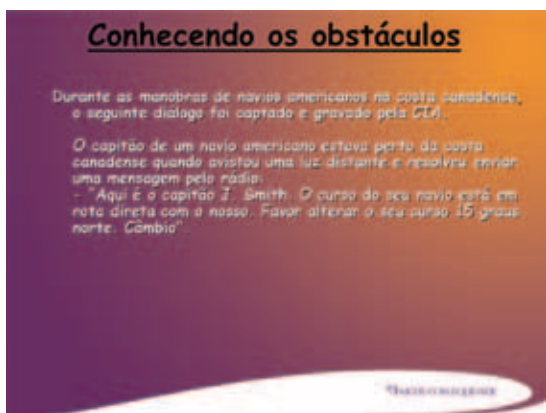 Conhecendo os obstáculos
Durante as manobras de navios americanos na costa canadense,
o seguinte dialogo foi captado e gravado pela CIA.
O capitão de um navio americano estava perto da costa
canadense quando avistou uma luz distante e resolveu enviar
uma mensagem pelo rádio:
- "Aqui é o capitão J. Smith. O curso do seu navio está em
rota direta com o nosso. Favor alterar o seu curso 15 graus
norte. Câmbio"